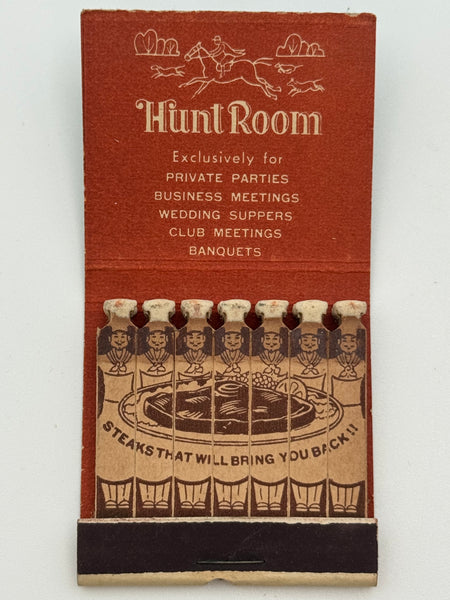 Hunt Room
Exclusively for
PRIVATE PARTIES
BUSINESS MEETINGS
WEDDING SUPPERS
CLUB MEETINGS
BANQUETS
STEAKS THAT WILL BRING YOU BACK!!